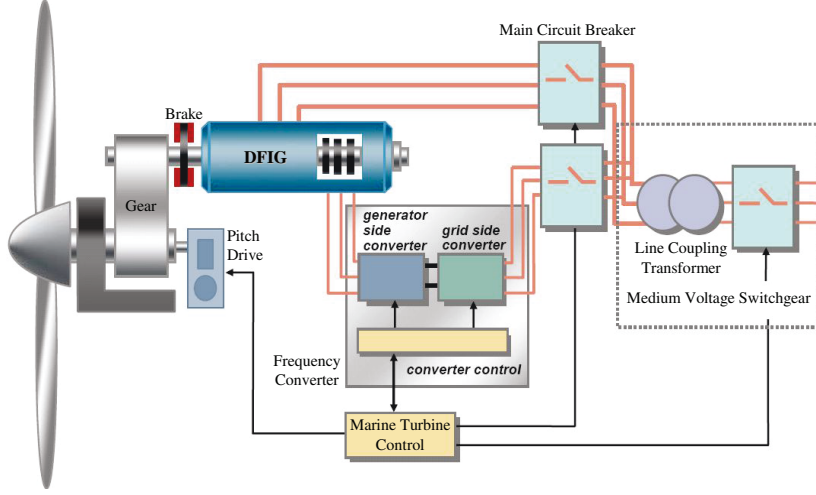 Main Circuit Breaker
Brake
DFIG
Gear
Pitch
Drive
generator
side
converter
grid side
converter
Line Coupling
Transformer
Medium Voltage Switchgear
Frequency
Converter
converter control
Marine Turbine
Control